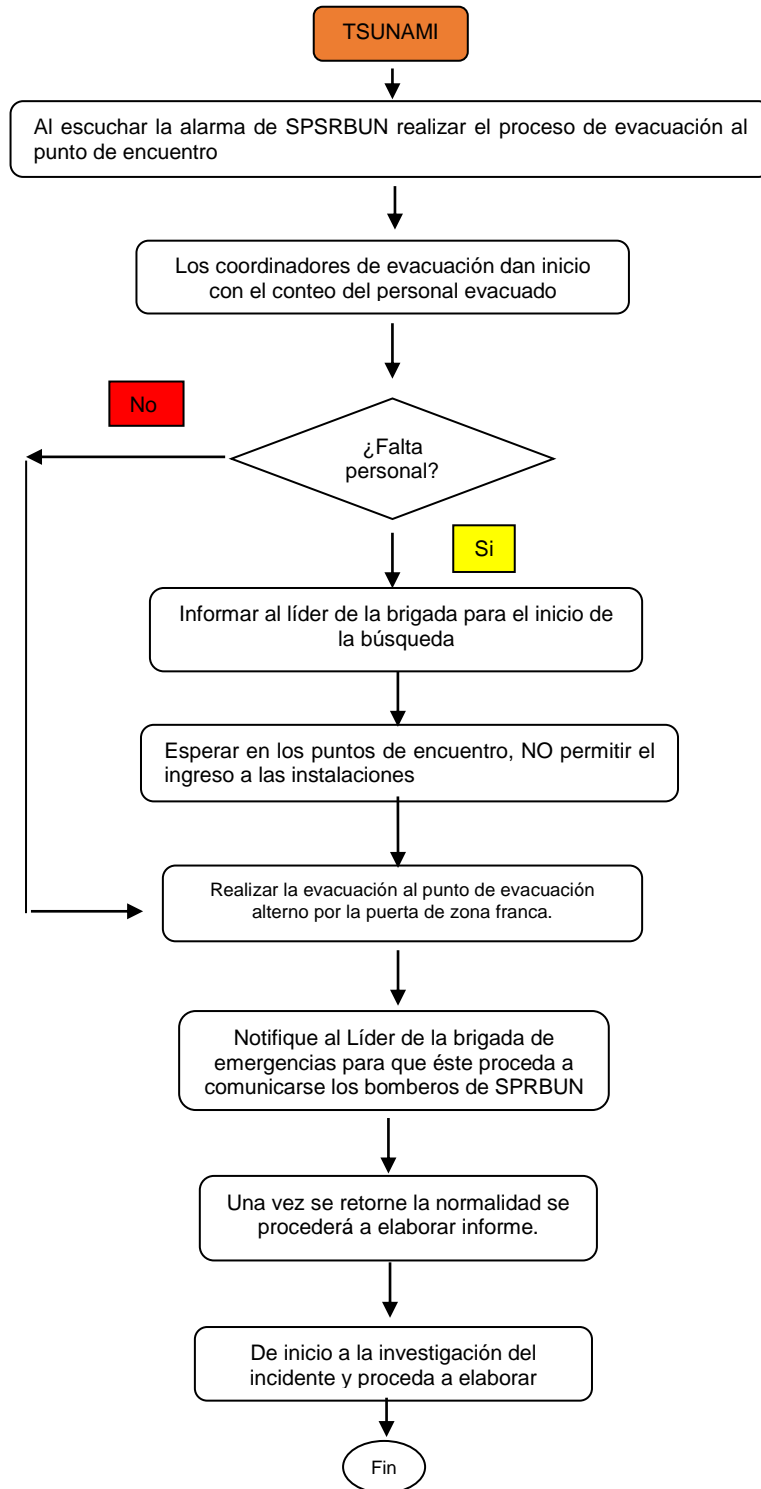 TSUNAMI
Al escuchar la alarma de SPSRBUN realizar el proceso de evacuación al
punto de encuentro
Los coordinadores de evacuación dan inicio
con el conteo del personal evacuado
No
¿Falta
personal?
Si
Informar al líder de la brigada para el inicio de
la búsqueda
Esperar en los puntos de encuentro, NO permitir el
ingreso a las instalaciones
Realizar la evacuación al punto de evacuación
alterno por la puerta de zona franca.
Notifique al Líder de la brigada de
emergencias para que éste proceda a
comunicarse los bomberos de SPRBUN
Una vez se retorne la normalidad se
procederá a elaborar informe.
De inicio a la investigación del
incidente y proceda a elaborar
Fin